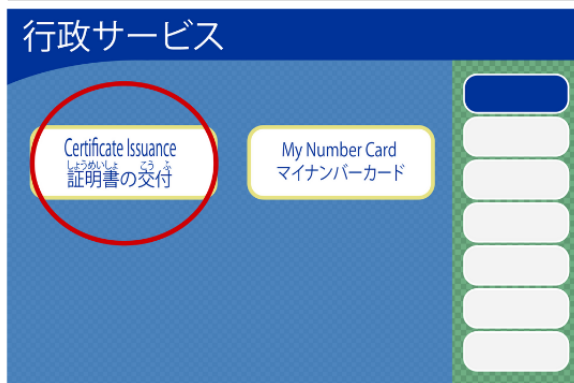 行政サービス
Certificate Issuance
しょうめいしょ こう ふ
証明書の交付
My Number Card
マイナンバーカード